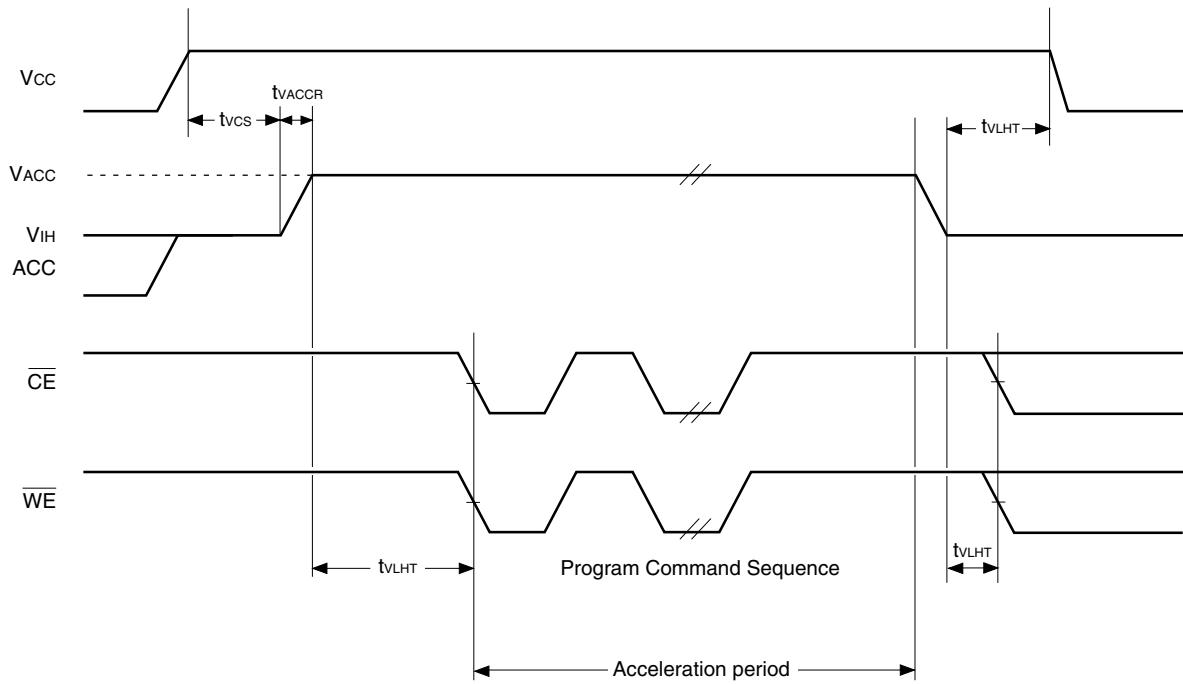 VCC
tVACCR
tVCS
tVLHT
VACC
VIH
ACC
CE
WE
tVLHT
Program Command Sequence
tVLHT
Acceleration period